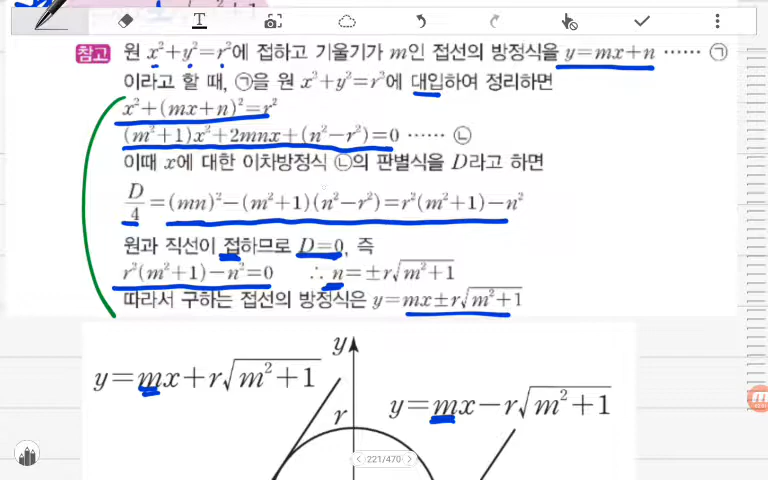 참고 원 x²+y²=r²에 접하고 기울기가 m인 접선의 방정식을 y=mx+n …… ㉠
이라고 할 때, ㉠을 원 x²+y²=r²에 대입하여 정리하면
x²+(mx+n)²=r²
(m²+1)x²+2mnx+(n²-r²)=0 …… ㉡
이때 x에 대한 이차방정식 ㉡의 판별식을 D라고 하면
D/4=(mn)²-(m²+1)(n²-r²)=r²(m²+1)-n²
원과 직선이 접하므로 D=0, 즉
r²(m²+1)-n²=0 ∴ n=±r√(m²+1)
따라서 구하는 접선의 방정식은 y=mx±r√(m²+1)
y
y=mx+r√(m²+1)
y=mx-r√(m²+1)
r
221/470